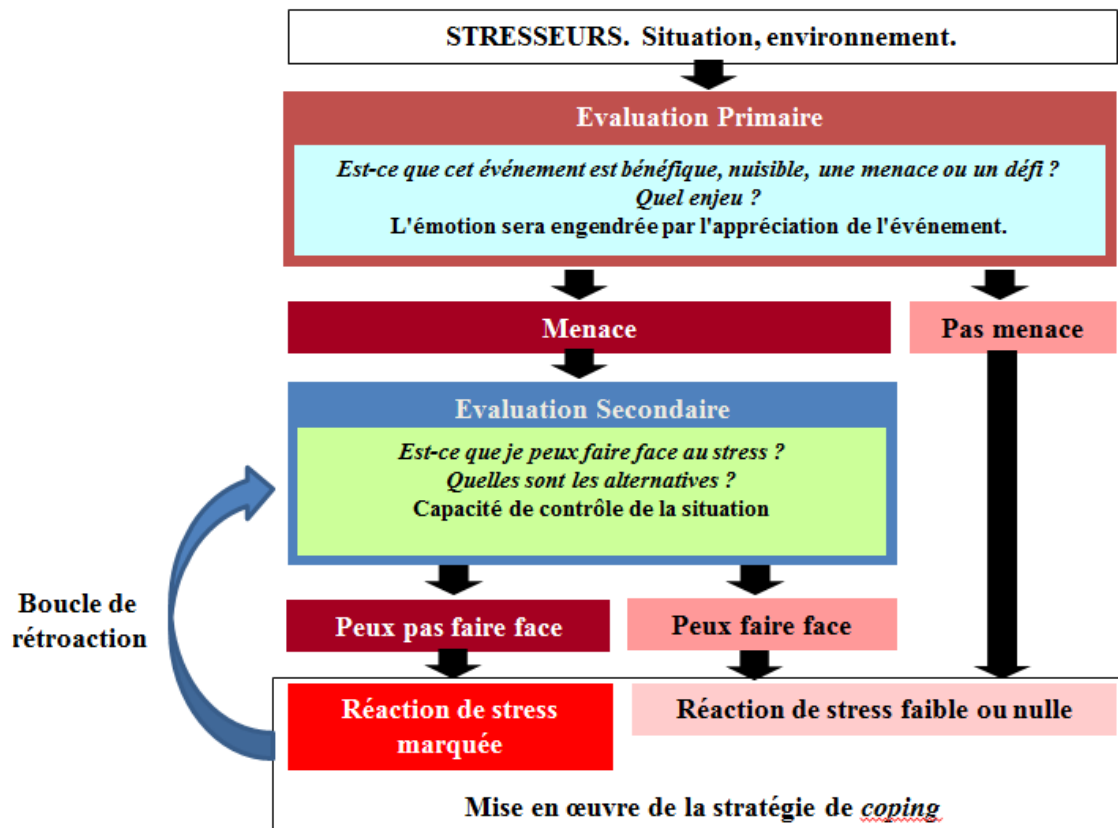 STRESSEURS. Situation, environnement.
Evaluation Primaire
Est-ce que cet événement est bénéfique, nuisible, une menace ou un défi ?
Quel enjeu ?
L'émotion sera engendrée par l'appréciation de l'événement.
Menace
Pas menace
Evaluation Secondaire
Est-ce que je peux faire face au stress ?
Quelles sont les alternatives ?
Capacité de contrôle de la situation
Boucle de
rétroaction
Peux pas faire face
Peux faire face
Réaction de stress
marquée
Réaction de stress faible ou nulle
Mise en œuvre de la stratégie de coping